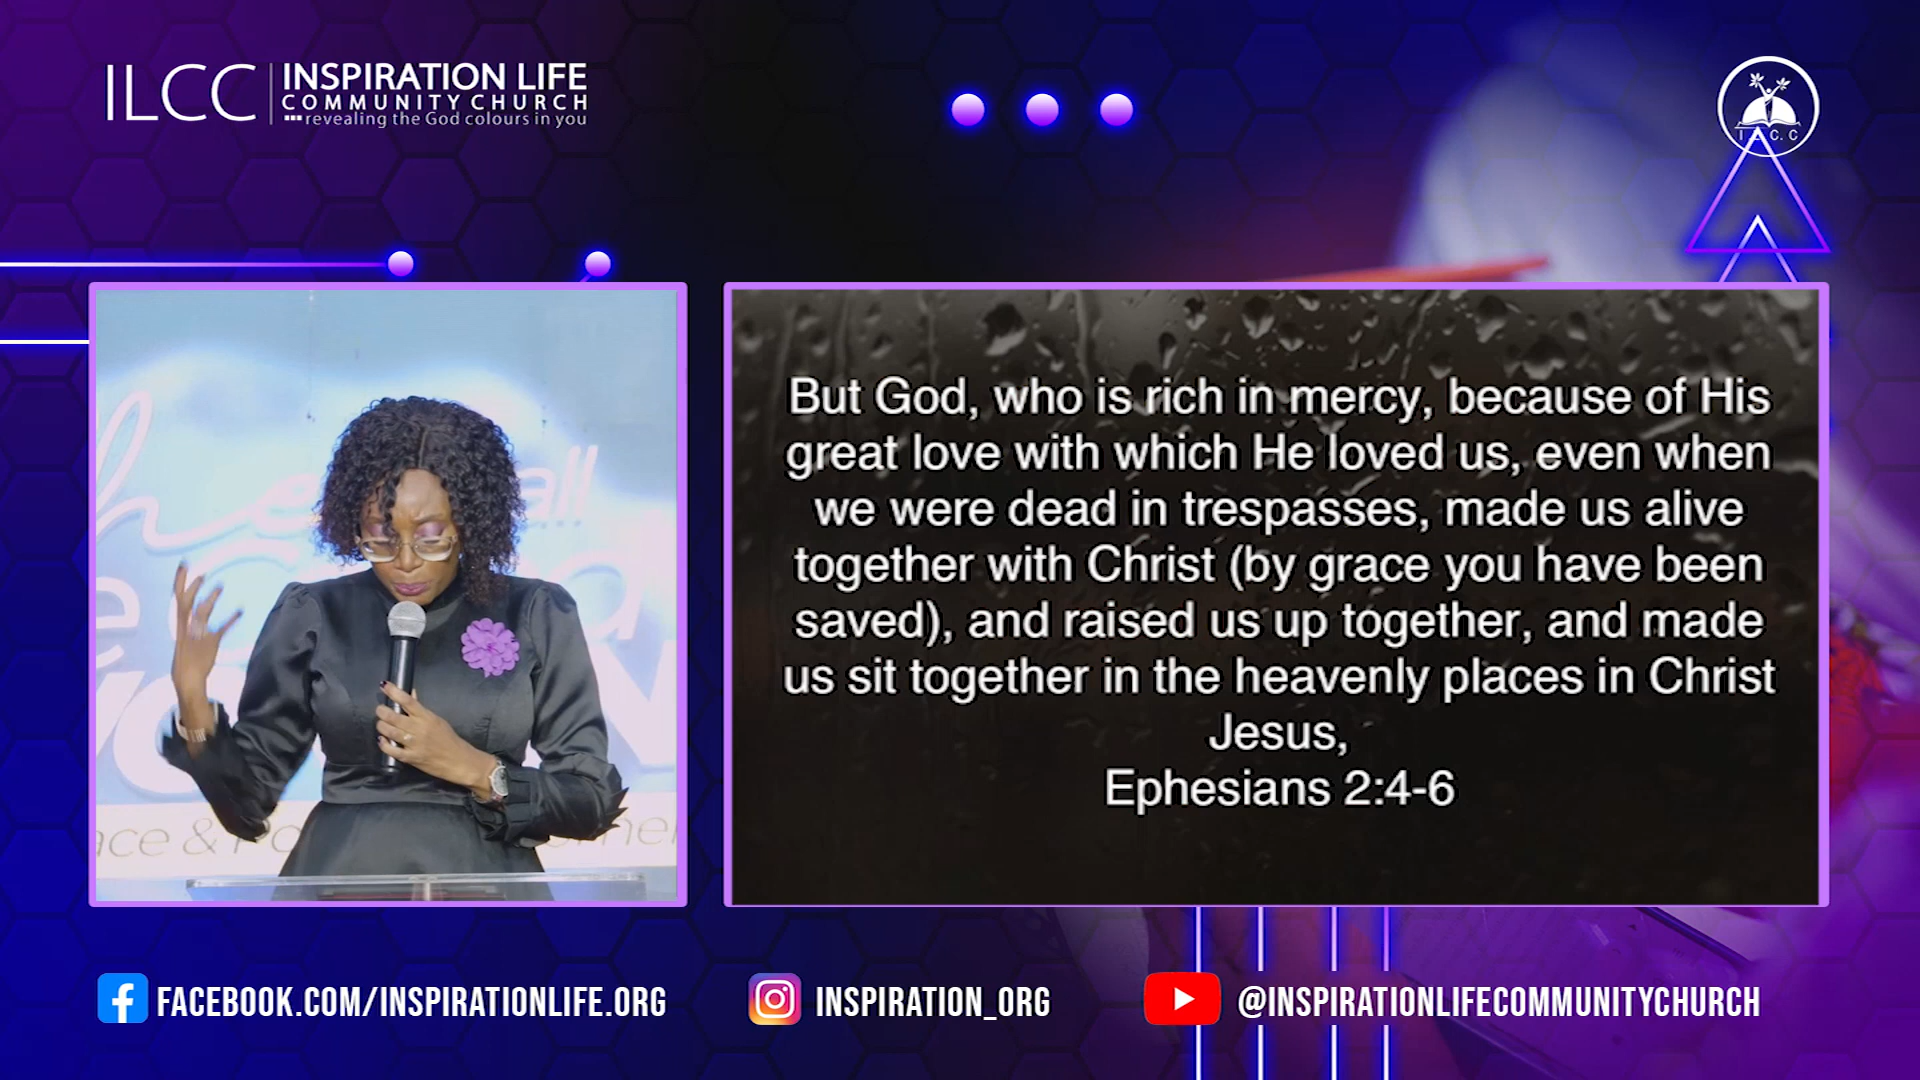 ILCC
INSPIRATION LIFE
COMMUNITY CHURCH
...revealing the God colours in you
But God, who is rich in mercy, because of His
great love with which He loved us, even when
we were dead in trespasses, made us alive
together with Christ (by grace you have been
saved), and raised us up together, and made
us sit together in the heavenly places in Christ
Jesus,
Ephesians 2:4-6
all
ace &
FACEBOOK.COM/INSPIRATIONLIFE.ORG
INSPIRATION_ORG
@INSPIRATIONLIFECOMMUNITYCHURCH